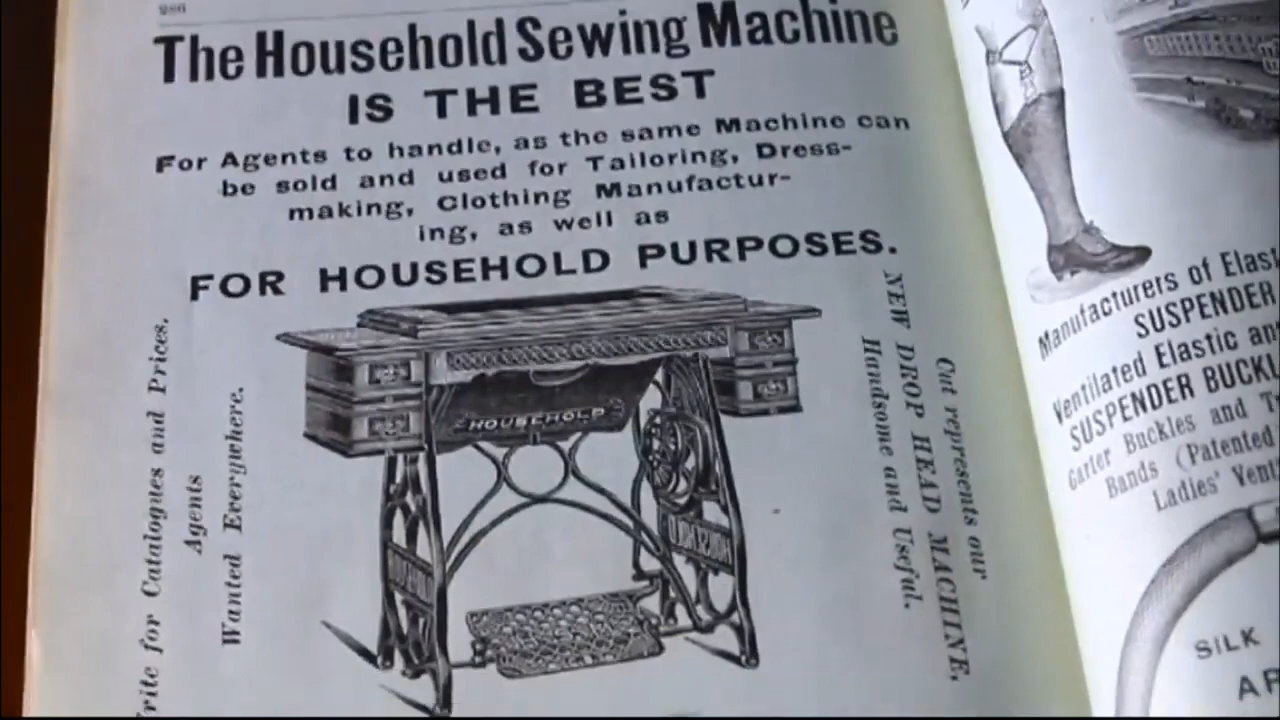 The Household Sewing Machine
IS THE BEST
For Agents to handle, as the same Machine can
be sold and used for Tailoring, Dress-
making, Clothing Manufactur-
ing, as well as
FOR HOUSEHOLD PURPOSES.
rite for Catalogues and Prices.
Agents
Wanted Everywhere.
HOUSEHOLD
Cut represents our
NEW DROP HEAD MACHINE,
Handsome and Useful.
Manufacturers of Elast
SUSPENDER
Ventilated Elastic an
SUSPENDER BUCKL
Garter Buckles and T
Bands (Patented
Ladies' Venti
SILK